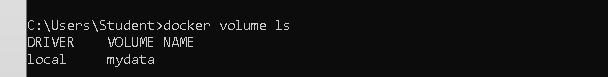 C:\Users\Student>docker volume ls
DRIVER    VOLUME NAME
local     mydata